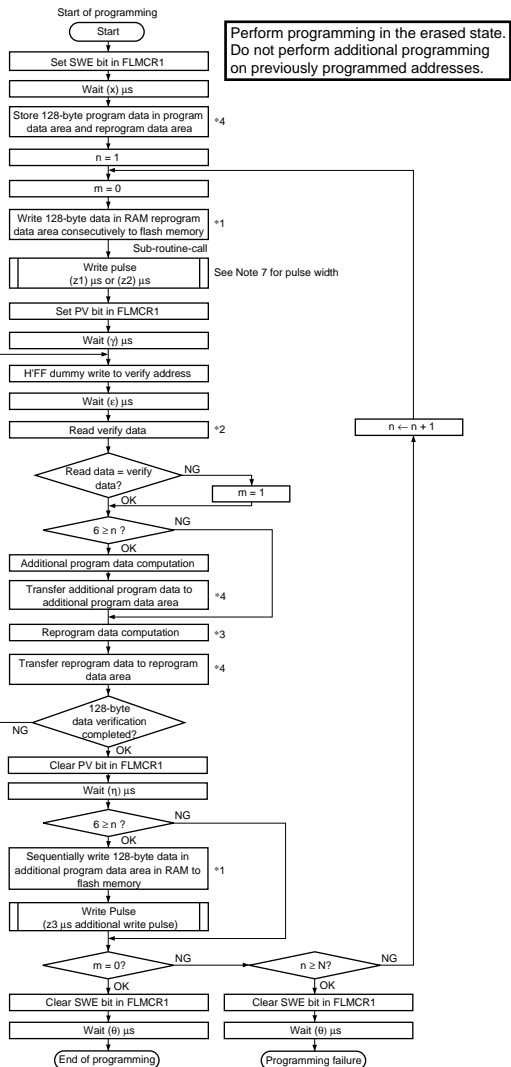 Start of programming
Start
Perform programming in the erased state.
Do not perform additional programming
on previously programmed addresses.
Set SWE bit in FLMCR1
Wait (x) μs
Store 128-byte program data in program
data area and reprogram data area
*4
n = 1
m = 0
Write 128-byte data in RAM reprogram
data area consecutively to flash memory
*1
Sub-routine-call
Write pulse
(z1) μs or (z2) μs
See Note 7 for pulse width
Set PV bit in FLMCR1
Wait (γ) μs
H'FF dummy write to verify address
Wait (ε) μs
Read verify data
*2
n ← n + 1
Read data = verify
data?
NG
m = 1
OK
6 ≥ n ?
NG
OK
Additional program data computation
Transfer additional program data to
additional program data area
*4
Reprogram data computation
*3
Transfer reprogram data to reprogram
data area
*4
128-byte
data verification
completed?
NG
OK
Clear PV bit in FLMCR1
Wait (η) μs
6 ≥ n ?
NG
OK
Sequentially write 128-byte data in
additional program data area in RAM to
flash memory
*1
Write Pulse
(z3 μs additional write pulse)
m = 0?
NG
n ≥ N?
NG
OK
OK
Clear SWE bit in FLMCR1
Clear SWE bit in FLMCR1
Wait (θ) μs
Wait (θ) μs
End of programming
Programming failure